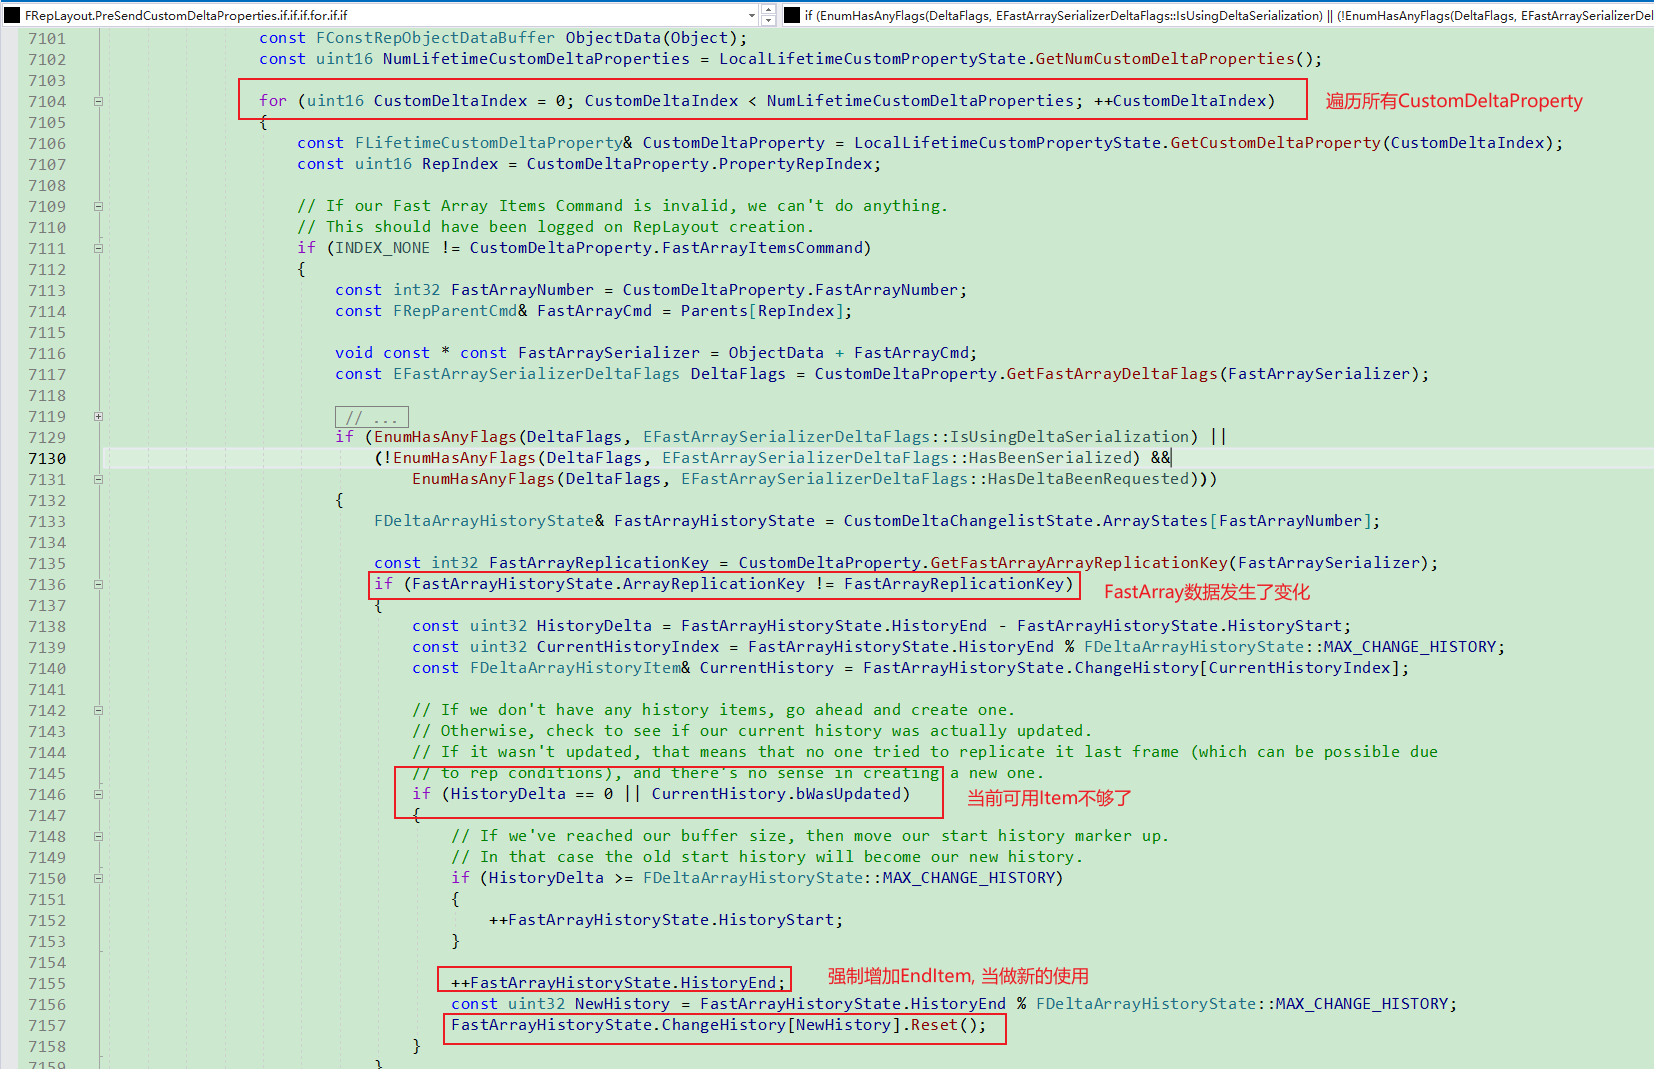 FRepLayout.PreSendCustomDeltaProperties.if.if.if.for.if.if
if (EnumHasAnyFlags(DeltaFlags, EFastArraySerializerDeltaFlags::IsUsingDeltaSerialization) || (!EnumHasAnyFlags(DeltaFlags, EFastArraySerializerDel
7101 const FConstRepObjectDataBuffer ObjectData(Object);
7102 const uint16 NumLifetimeCustomDeltaProperties = LocalLifetimeCustomPropertyState.GetNumCustomDeltaProperties();
7103
7104 for (uint16 CustomDeltaIndex = 0; CustomDeltaIndex < NumLifetimeCustomDeltaProperties; ++CustomDeltaIndex) 遍历所有CustomDeltaProperty
7105 {
7106 const FLifetimeCustomDeltaProperty& CustomDeltaProperty = LocalLifetimeCustomPropertyState.GetCustomDeltaProperty(CustomDeltaIndex);
7107 const uint16 RepIndex = CustomDeltaProperty.PropertyRepIndex;
7108
7109 // If our Fast Array Items Command is invalid, we can't do anything.
7110 // This should have been logged on RepLayout creation.
7111 if (INDEX_NONE != CustomDeltaProperty.FastArrayItemsCommand)
7112 {
7113 const int32 FastArrayNumber = CustomDeltaProperty.FastArrayNumber;
7114 const FRepParentCmd& FastArrayCmd = Parents[RepIndex];
7115
7116 void const * const FastArraySerializer = ObjectData + FastArrayCmd;
7117 const EFastArraySerializerDeltaFlags DeltaFlags = CustomDeltaProperty.GetFastArrayDeltaFlags(FastArraySerializer);
7118
7119 // ...
7129 if (EnumHasAnyFlags(DeltaFlags, EFastArraySerializerDeltaFlags::IsUsingDeltaSerialization) ||
7130 (!EnumHasAnyFlags(DeltaFlags, EFastArraySerializerDeltaFlags::HasBeenSerialized) &&
7131 EnumHasAnyFlags(DeltaFlags, EFastArraySerializerDeltaFlags::HasDeltaBeenRequested)))
7132 {
7133 FDeltaArrayHistoryState& FastArrayHistoryState = CustomDeltaChangelistState.ArrayStates[FastArrayNumber];
7134
7135 const int32 FastArrayReplicationKey = CustomDeltaProperty.GetFastArrayArrayReplicationKey(FastArraySerializer);
7136 if (FastArrayHistoryState.ArrayReplicationKey != FastArrayReplicationKey) FastArray数据发生了变化
7137 {
7138 const uint32 HistoryDelta = FastArrayHistoryState.HistoryEnd - FastArrayHistoryState.HistoryStart;
7139 const uint32 CurrentHistoryIndex = FastArrayHistoryState.HistoryEnd % FDeltaArrayHistoryState::MAX_CHANGE_HISTORY;
7140 const FDeltaArrayHistoryItem& CurrentHistory = FastArrayHistoryState.ChangeHistory[CurrentHistoryIndex];
7141
7142 // If we don't have any history items, go ahead and create one.
7143 // Otherwise, check to see if our current history was actually updated.
7144 // If it wasn't updated, that means that no one tried to replicate it last frame (which can be possible due
7145 // to rep conditions), and there's no sense in creating a new one.
7146 if (HistoryDelta == 0 || CurrentHistory.bWasUpdated) 当前可用Item不够了
7147 {
7148 // If we've reached our buffer size, then move our start history marker up.
7149 // In that case the old start history will become our new history.
7150 if (HistoryDelta >= FDeltaArrayHistoryState::MAX_CHANGE_HISTORY)
7151 {
7152 ++FastArrayHistoryState.HistoryStart;
7153 }
7154
7155 ++FastArrayHistoryState.HistoryEnd; 强制增加EndItem, 当做新的使用
7156 const uint32 NewHistory = FastArrayHistoryState.HistoryEnd % FDeltaArrayHistoryState::MAX_CHANGE_HISTORY;
7157 FastArrayHistoryState.ChangeHistory[NewHistory].Reset();
7158 }
7159 }